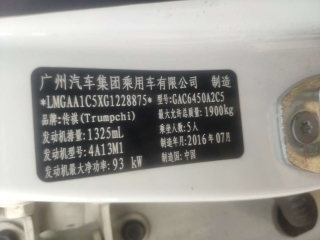 广州汽车集团乘用车有限公司 制造
*LMGAA1C5XG1228875* 型号:GAC6450A2C5
品牌:传祺(Trumpchi) 最大允许总质量:1900kg
发动机排量:1325mL 乘坐人数:5人
发动机型号:4A13M1 制造年月:2016年07月
发动机最大净功率:93 kW 制造国:中国